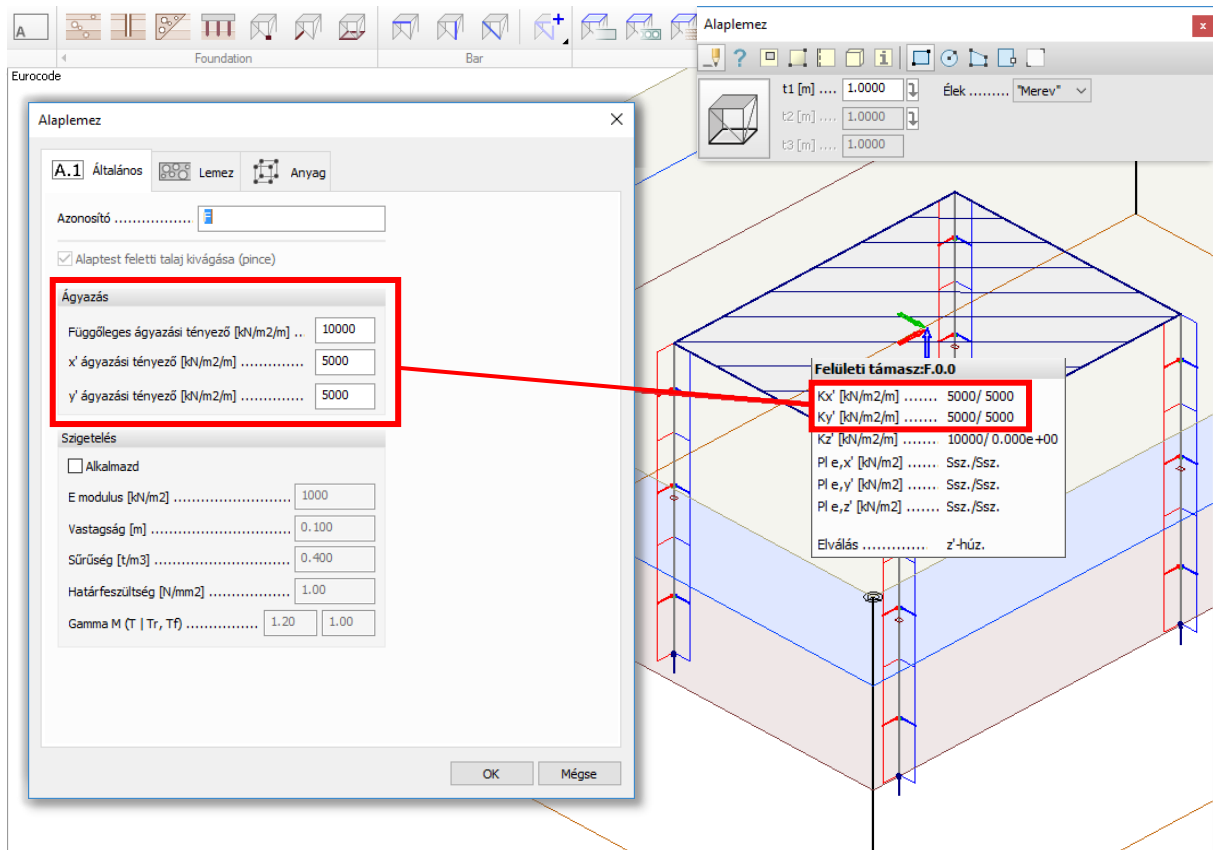 A
Foundation
Bar
Eurocode
Alaplemez
t1 [m] .... 1.0000
Élek ......... "Merev"
t2 [m] .... 1.0000
t3 [m] .... 1.0000
Alaplemez
A.1 Általános Lemez Anyag
Azonosító .................. F
Alaptest feletti talaj kivágása (pince)
Ágyazás
Függőleges ágyazási tényező [kN/m2/m] .. 10000
x' ágyazási tényező [kN/m2/m] .............. 5000
y' ágyazási tényező [kN/m2/m] .............. 5000
Szigetelés
Alkalmazd
E modulus [kN/m2] .......................... 1000
Vastagság [m] ............................... 0.100
Sűrűség [t/m3] .............................. 0.400
Határfeszültség [N/mm2] .................. 1.00
Gamma M (T | Tr, Tf) ................ 1.20 1.00
OK Mégse
Felületi támasz:F.0.0
Kx' [kN/m2/m] ....... 5000/ 5000
Ky' [kN/m2/m] ....... 5000/ 5000
Kz' [kN/m2/m] ....... 10000/ 0.000e+00
Pl e,x' [kN/m2] ....... Ssz./Ssz.
Pl e,y' [kN/m2] ....... Ssz./Ssz.
Pl e,z' [kN/m2] ....... Ssz./Ssz.
Elválás ............. z'-húz.